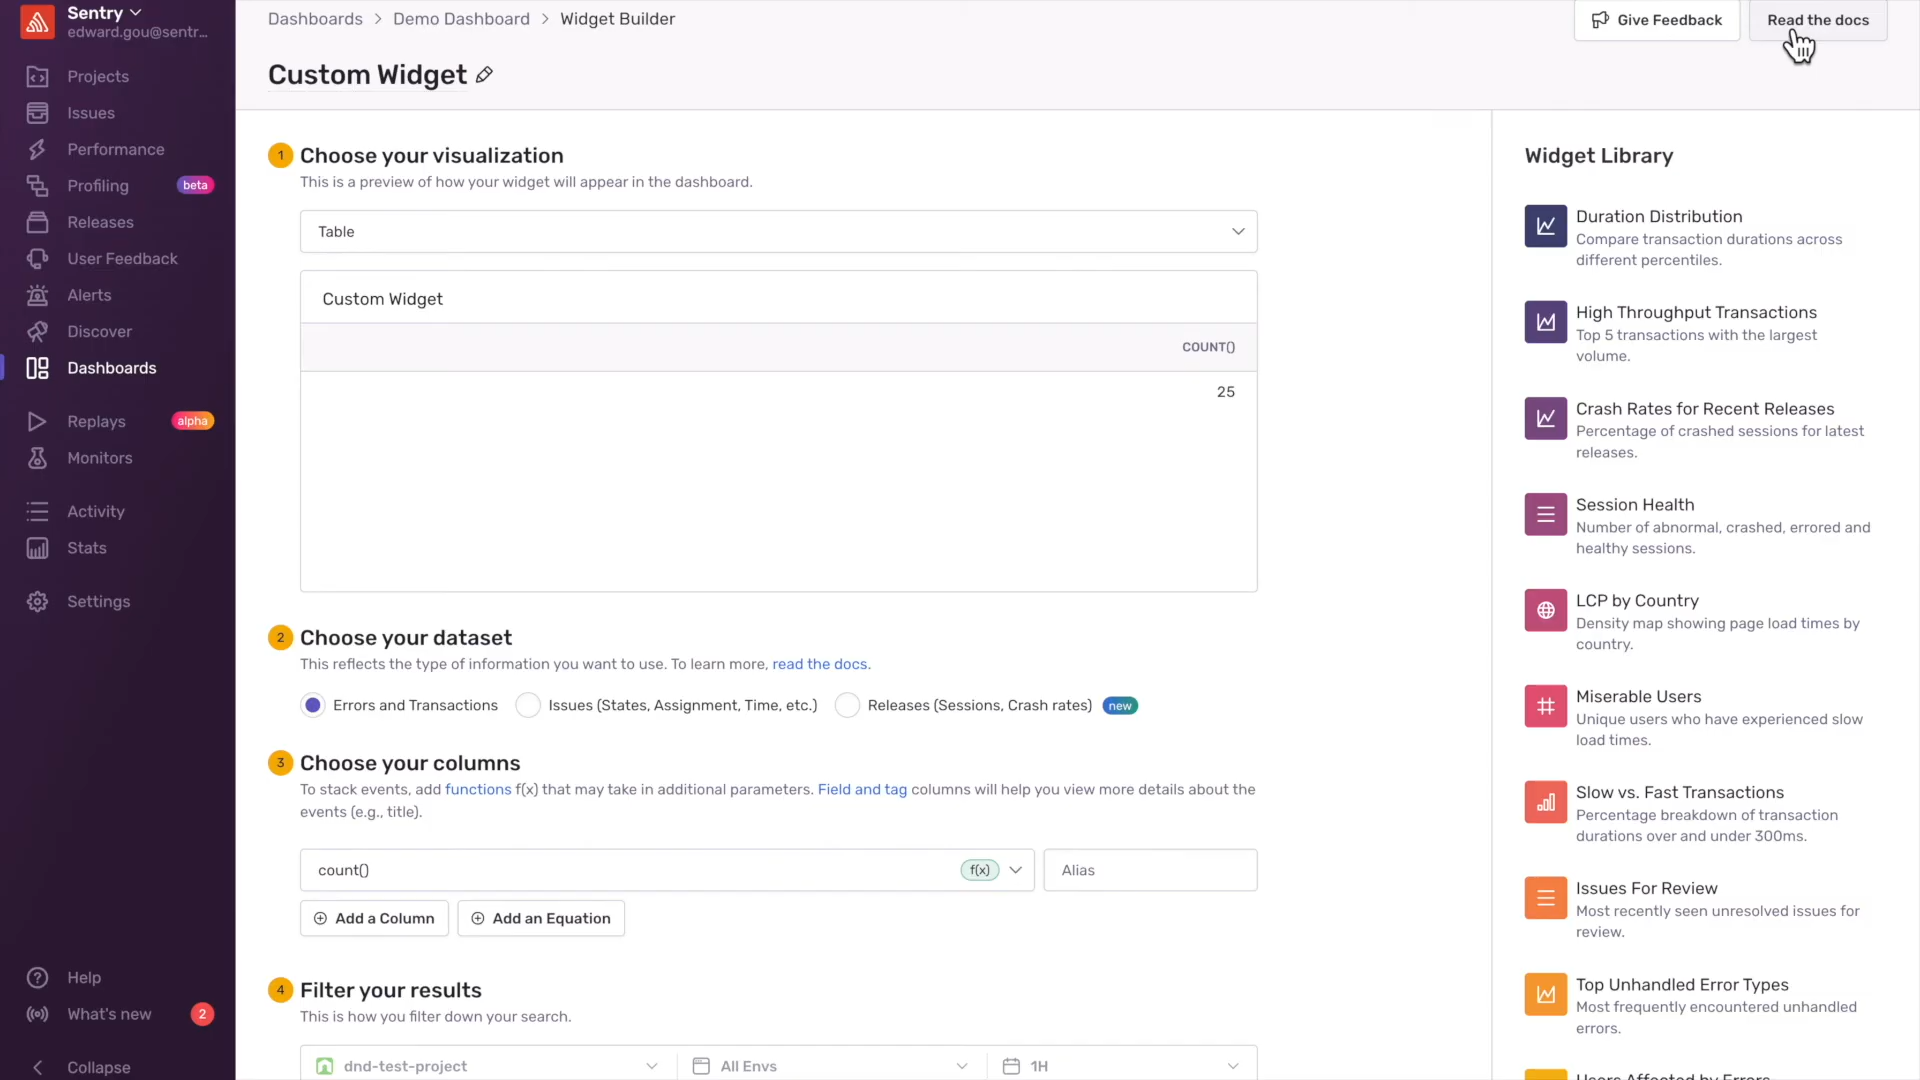 Sentry
edward.gou@sentr...
Projects
Issues
Performance
Profiling beta
Releases
User Feedback
Alerts
Discover
Dashboards
Replays alpha
Monitors
Activity
Stats
Settings
Help
What's new 2
Collapse
Dashboards > Demo Dashboard > Widget Builder
Give Feedback
Read the docs
Custom Widget
1 Choose your visualization
This is a preview of how your widget will appear in the dashboard.
Table
Custom Widget
COUNT()
25
2 Choose your dataset
This reflects the type of information you want to use. To learn more, read the docs.
Errors and Transactions Issues (States, Assignment, Time, etc.) Releases (Sessions, Crash rates) new
3 Choose your columns
To stack events, add functions f(x) that may take in additional parameters. Field and tag columns will help you view more details about the
events (e.g., title).
count() f(x) Alias
Add a Column Add an Equation
4 Filter your results
This is how you filter down your search.
dnd-test-project All Envs 1H
Widget Library
Duration Distribution
Compare transaction durations across
different percentiles.
High Throughput Transactions
Top 5 transactions with the largest
volume.
Crash Rates for Recent Releases
Percentage of crashed sessions for latest
releases.
Session Health
Number of abnormal, crashed, errored and
healthy sessions.
LCP by Country
Density map showing page load times by
country.
Miserable Users
Unique users who have experienced slow
load times.
Slow vs. Fast Transactions
Percentage breakdown of transaction
durations over and under 300ms.
Issues For Review
Most recently seen unresolved issues for
review.
Top Unhandled Error Types
Most frequently encountered unhandled
errors.
Users Affected by Errors